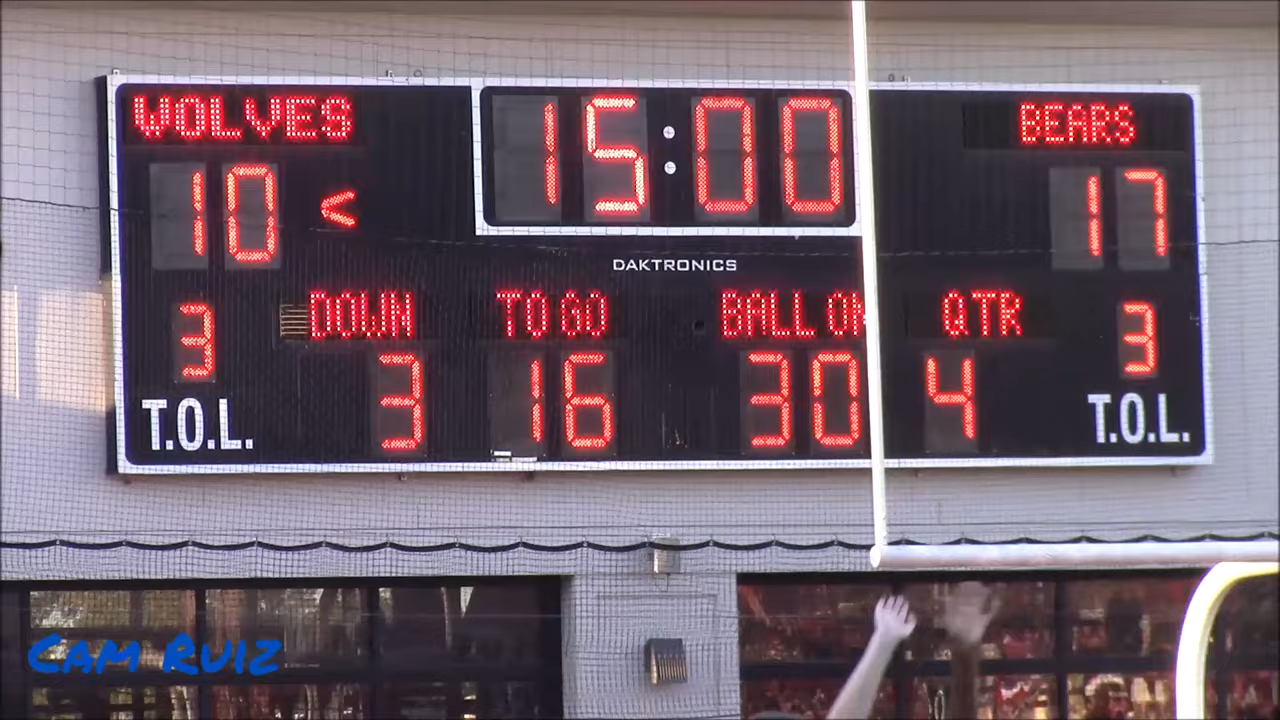 WOLVES 15:00 BEARS
10 < 17
DAKTRONICS
DOWN TO GO BALL ON QTR
3 3 16 30 4 3
T.O.L. T.O.L.
Cam Ruiz